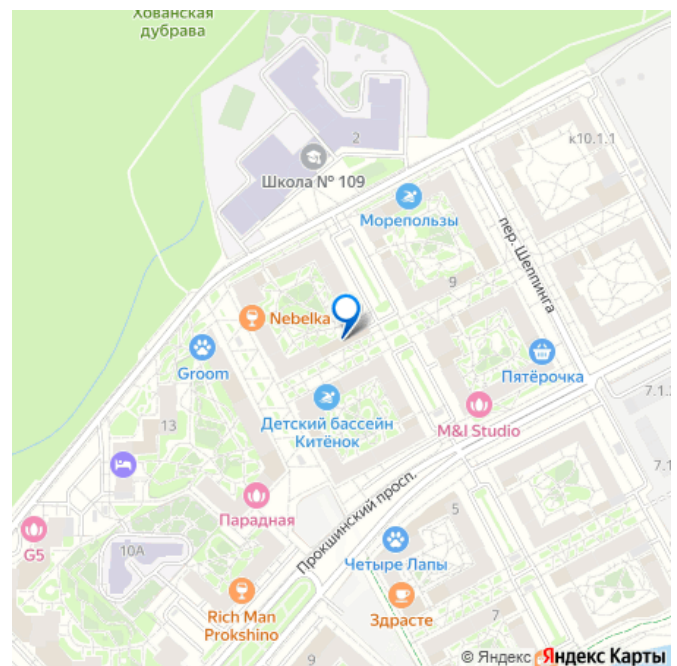 Хованская
дубрава
2
к10.1.1
Школа № 109
Морепользы
пер. Шеппинга
9
Nebelka
Groom
Пятёрочка
7.1.
Детский бассейн
Китёнок
M&I Studio
13
7.1
Прокшинский просп.
Парадная
5
G5
10А
Четыре Лапы
Rich Man
Prokshino
Здрасте
7
9
© Яндекс Яндекс Карты